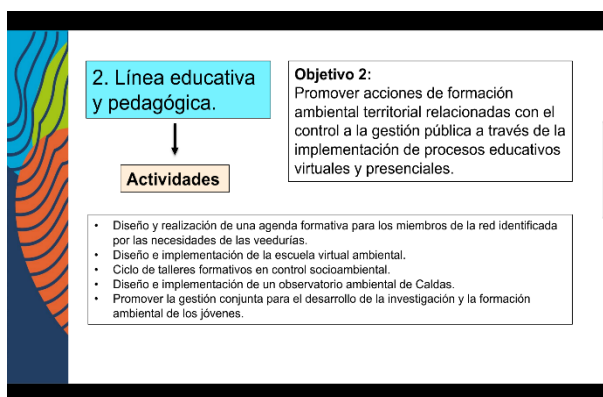 2. Línea educativa
y pedagógica.
Actividades
Objetivo 2:
Promover acciones de formación
ambiental territorial relacionadas con el
control a la gestión pública a través de la
implementación de procesos educativos
virtuales y presenciales.
• Diseño y realización de una agenda formativa para los miembros de la red identificada
por las necesidades de las veedurías.
• Diseño e implementación de la escuela virtual ambiental.
• Ciclo de talleres formativos en control socioambiental.
• Diseño e implementación de un observatorio ambiental de Caldas.
• Promover la gestión conjunta para el desarrollo de la investigación y la formación
ambiental de los jóvenes.